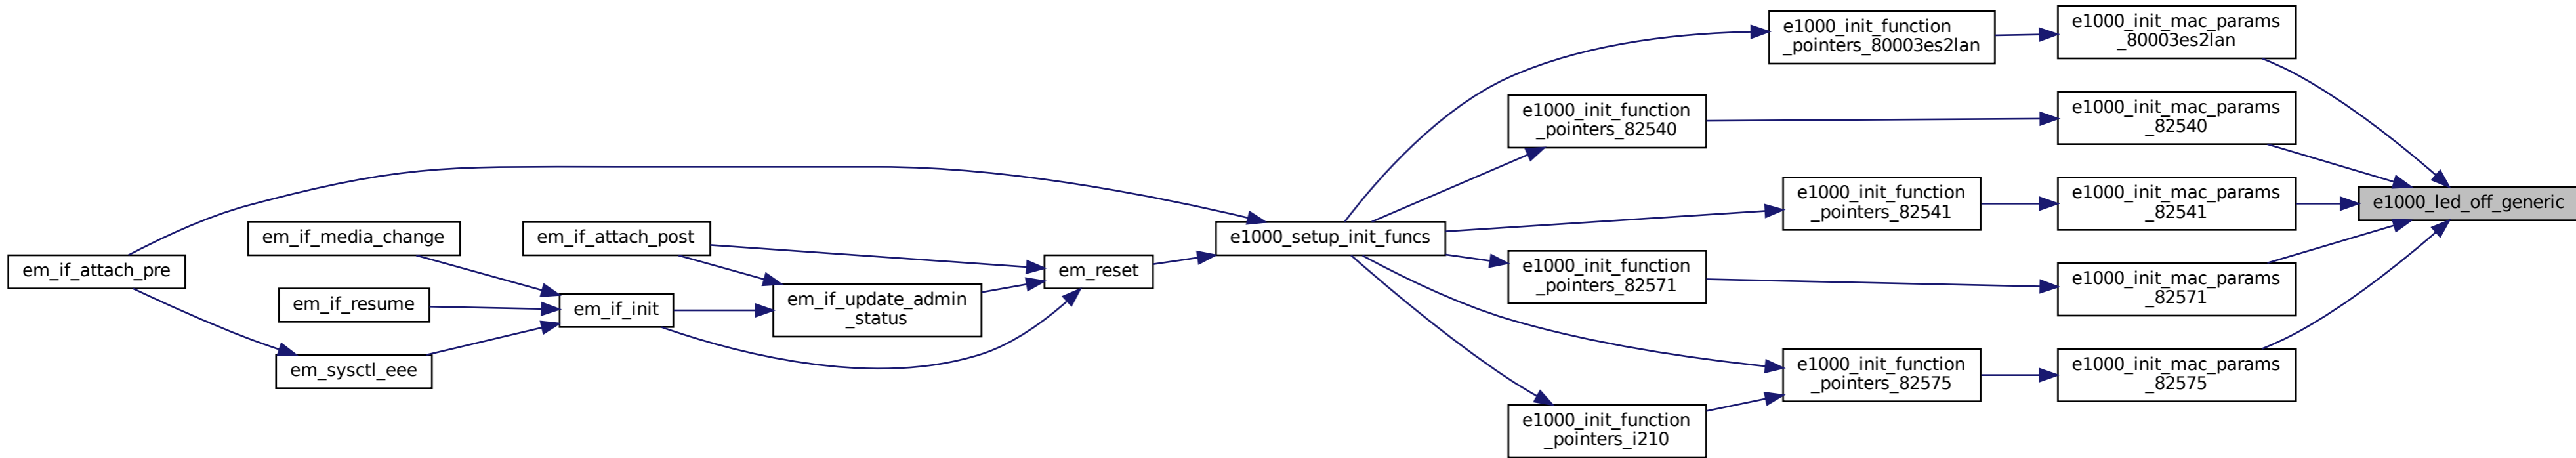 em_if_attach_pre
em_if_media_change
em_if_resume
em_sysctl_eee
em_if_attach_post
em_if_init
em_if_update_admin
_status
em_reset
e1000_setup_init_funcs
e1000_init_function
_pointers_80003es2lan
e1000_init_function
_pointers_82540
e1000_init_function
_pointers_82541
e1000_init_function
_pointers_82571
e1000_init_function
_pointers_82575
e1000_init_function
_pointers_i210
e1000_init_mac_params
_80003es2lan
e1000_init_mac_params
_82540
e1000_init_mac_params
_82541
e1000_init_mac_params
_82571
e1000_init_mac_params
_82575
e1000_led_off_generic